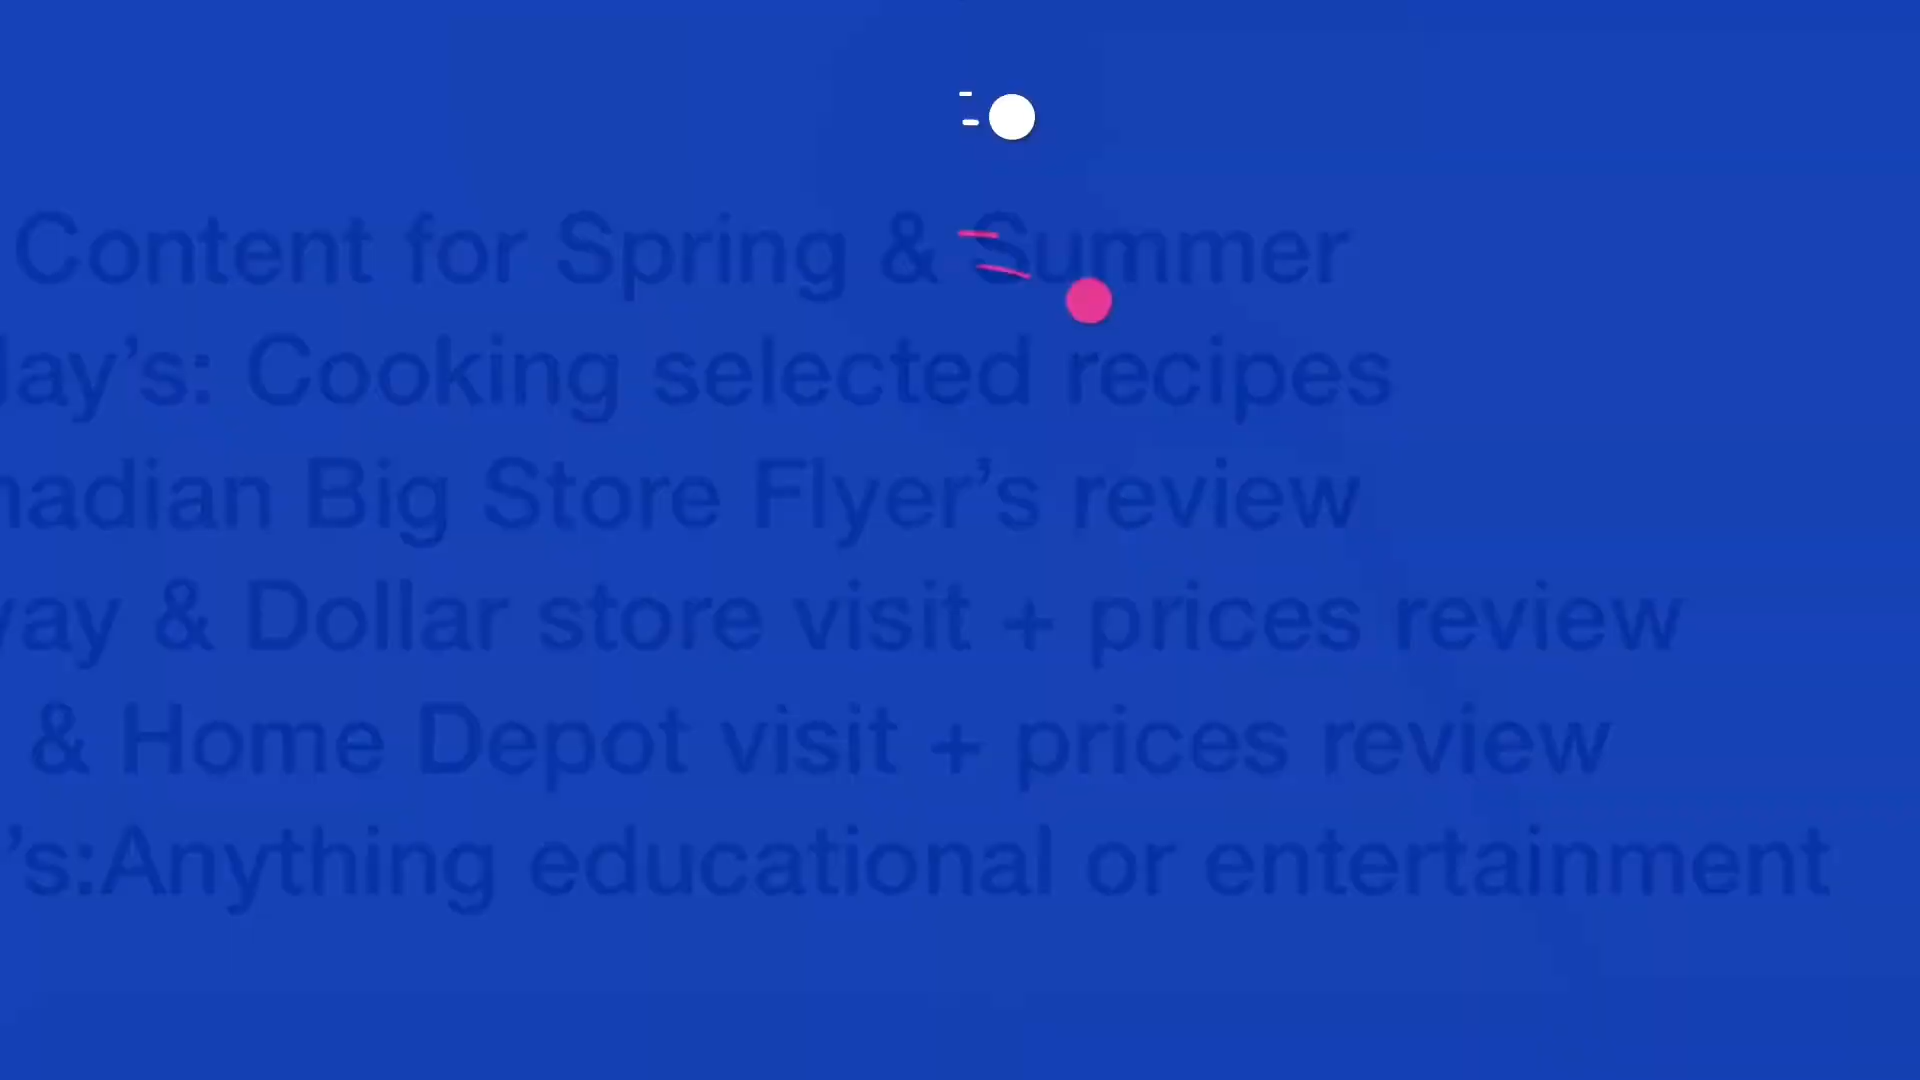 Content for Spring & Summer
lay’s: Cooking selected recipes
nadian Big Store Flyer’s review
way & Dollar store visit + prices review
& Home Depot visit + prices review
’s:Anything educational or entertainment